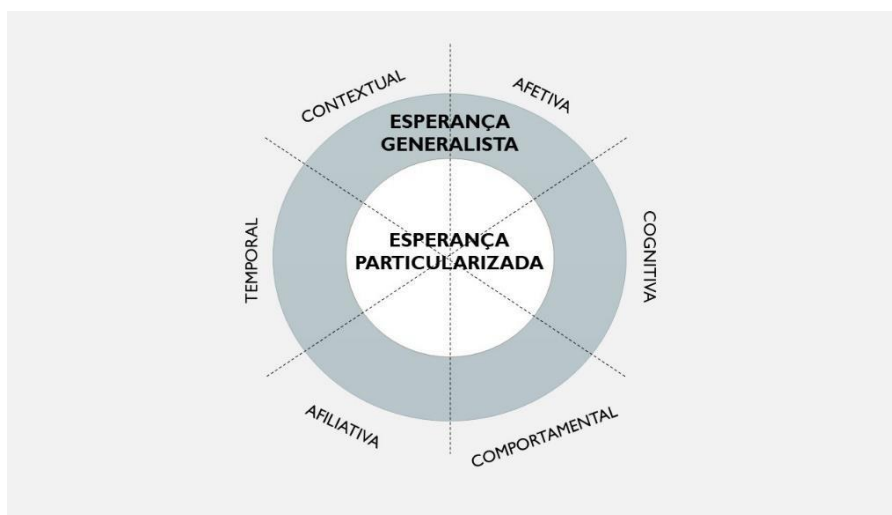 CONTEXTUAL
AFETIVA
ESPERANÇA
GENERALISTA
TEMPORAL
ESPERANÇA
PARTICULARIZADA
COGNITIVA
AFILIATIVA
COMPORTAMENTAL